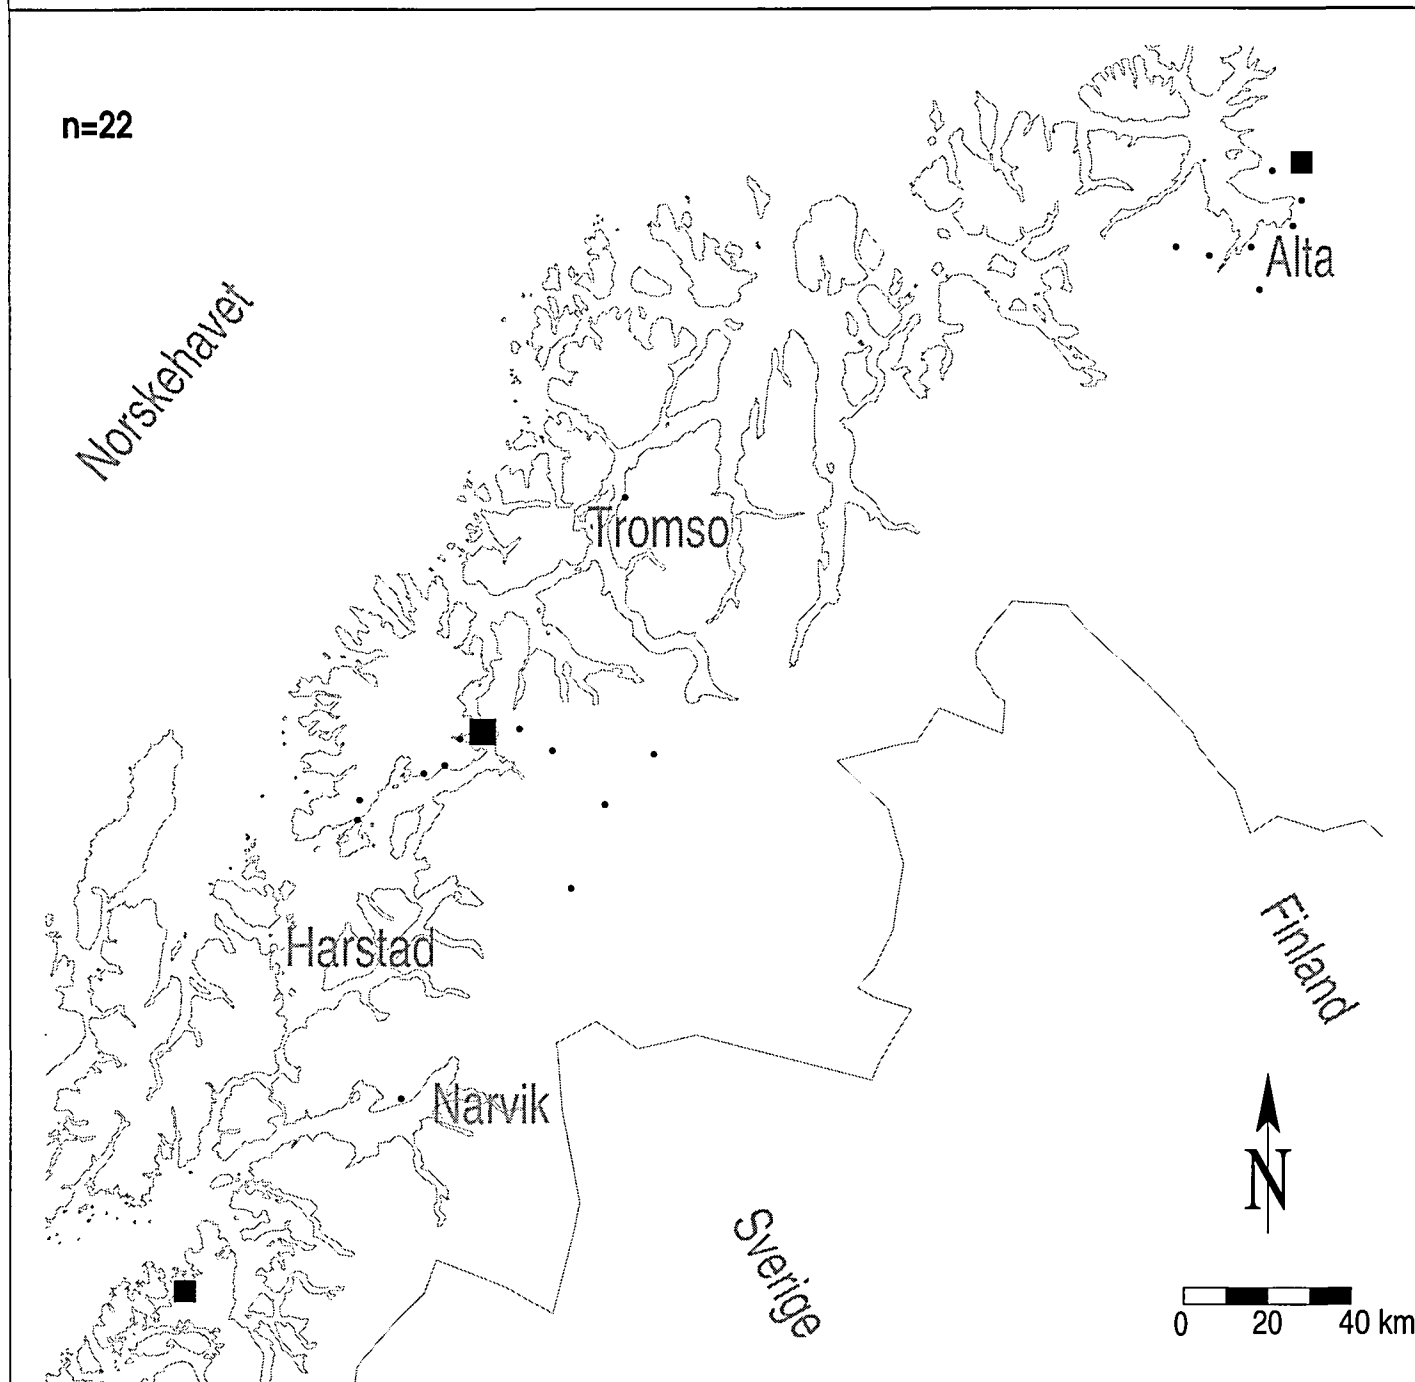 n=22
Norskehavet
Alta
Tromso
Harstad
Finland
Narvik
N
Sverige
0 20 40 km